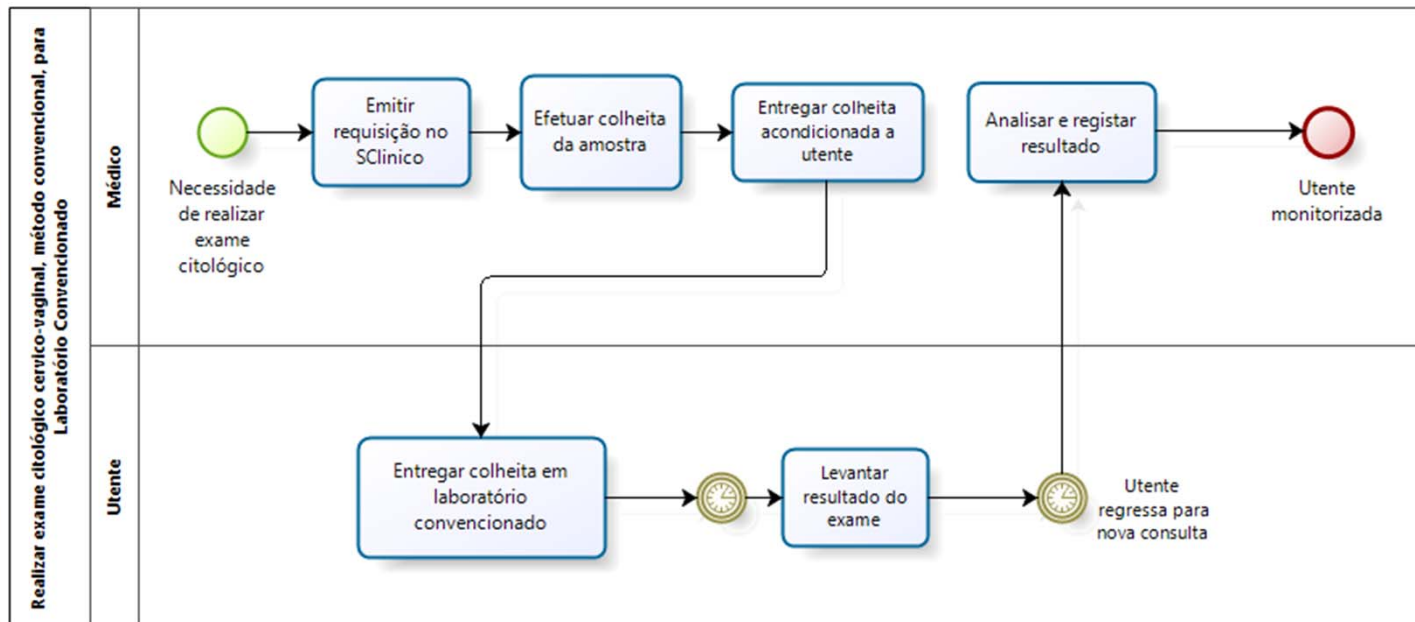 Realizar exame citológico cervico-vaginal, método convencional, para
Laboratório Convencionado
Médico
Necessidade
de realizar
exame
citológico
Emitir
requisição no
SClinico
Efetuar colheita
da amostra
Entregar colheita
acondicionada a
utente
Analisar e registar
resultado
Utente
monitorizada
Utente
Entregar colheita em
laboratório
convencionado
Levantar
resultado do
exame
Utente
regressa para
nova consulta